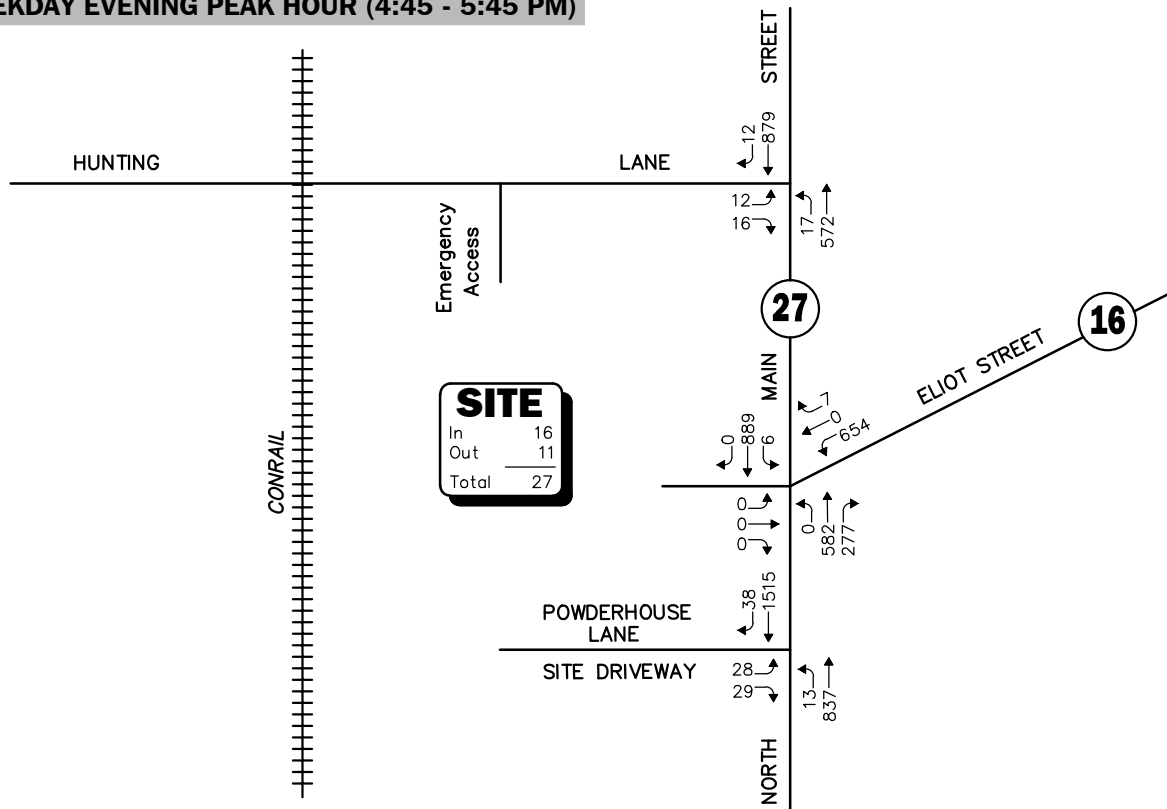 EKDAY EVENING PEAK HOUR (4:45 - 5:45 PM)
STREET
12
879
HUNTING
LANE
12
16
17
572
Emergency
Access
27
16
ELIOT STREET
MAIN
SITE
In 16
Out 11
Total 27
CONRAIL
7
0
654
0
889
6
0
0
0
0
582
277
38
1515
POWDERHOUSE
LANE
SITE DRIVEWAY
28
29
13
837
NORTH